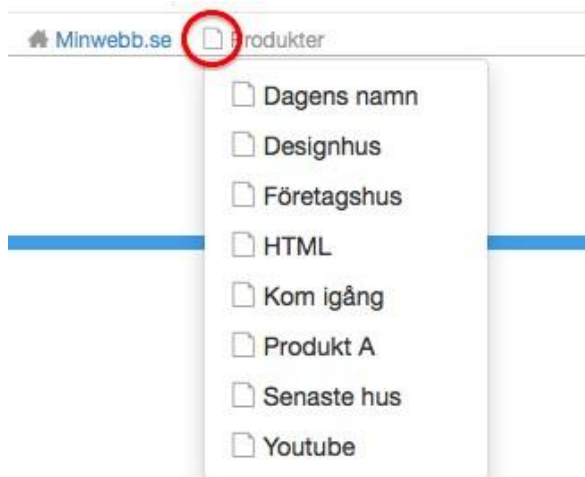 Minwebb.se Produkter
Dagens namn
Designhus
Företagshus
HTML
Kom igång
Produkt A
Senaste hus
Youtube